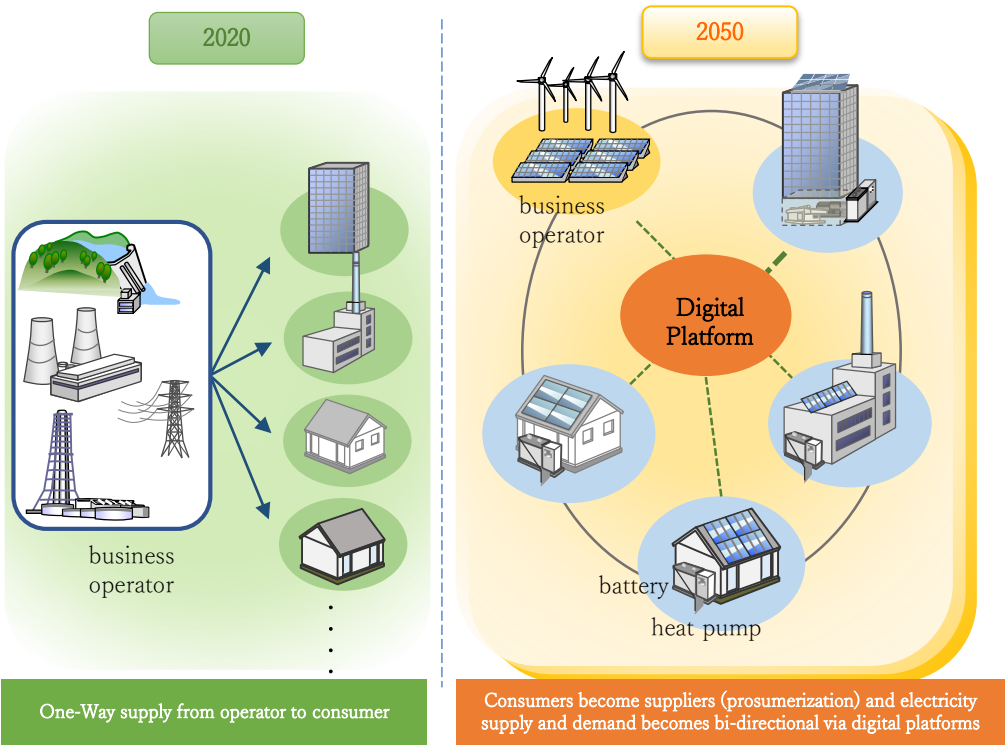 2020
business
operator
One-Way supply from operator to consumer
2050
business
operator
Digital
Platform
battery
heat pump
Consumers become suppliers (prosumerization) and electricity
supply and demand becomes bi-directional via digital platforms